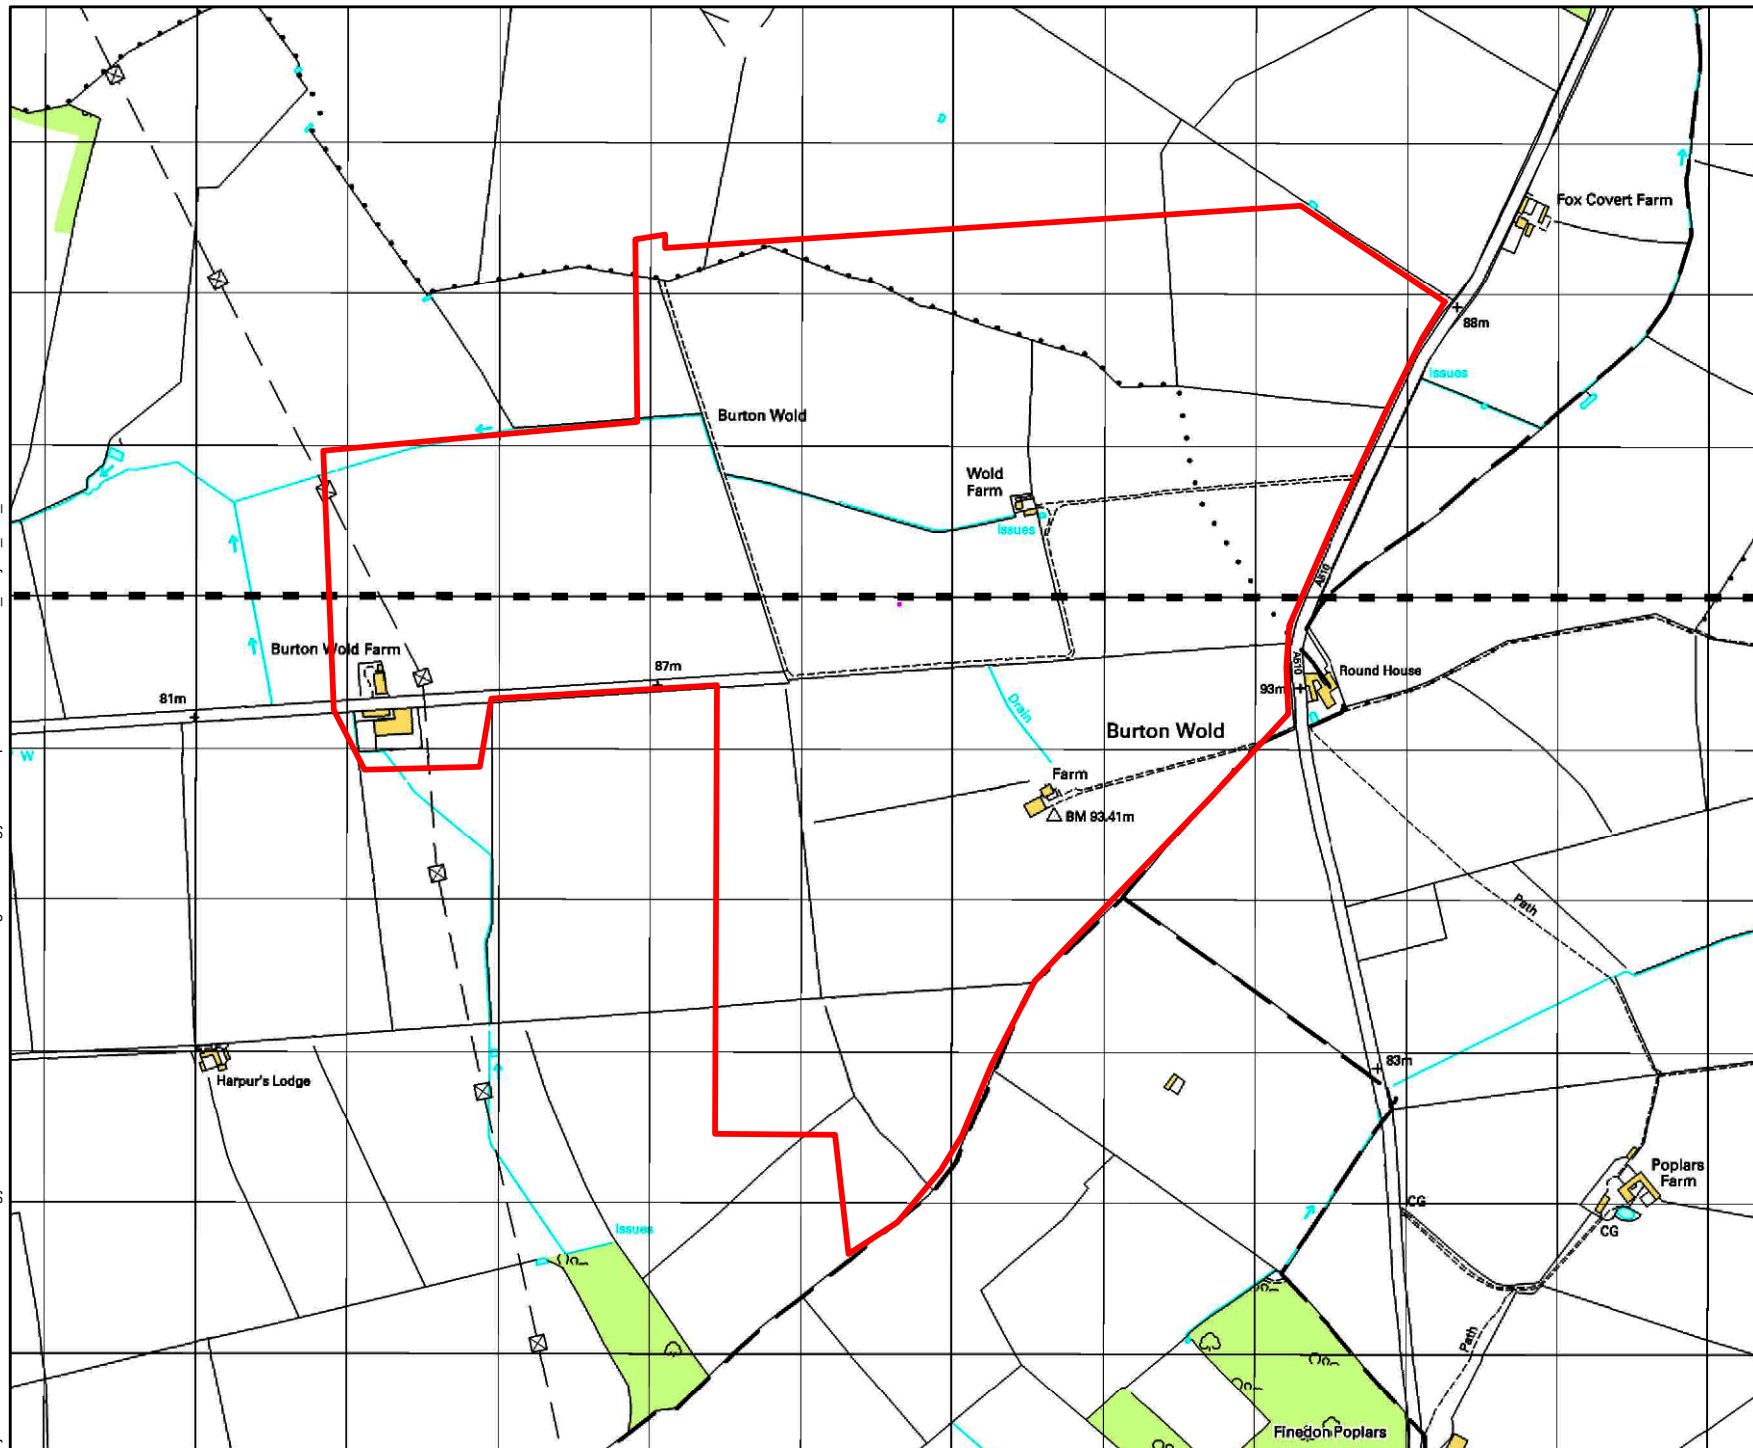 Fox Covert Farm
88m
Issues
Burton Wold
Wold
Farm
Issues
A510
Burton Wold Farm
87m
A510
Round House
81m
93m
Drain
Burton Wold
W
Farm
BM 93.41m
Path
83m
Harpur's Lodge
Poplars
Farm
CG
Issues
CG
Path
Finedon Poplars